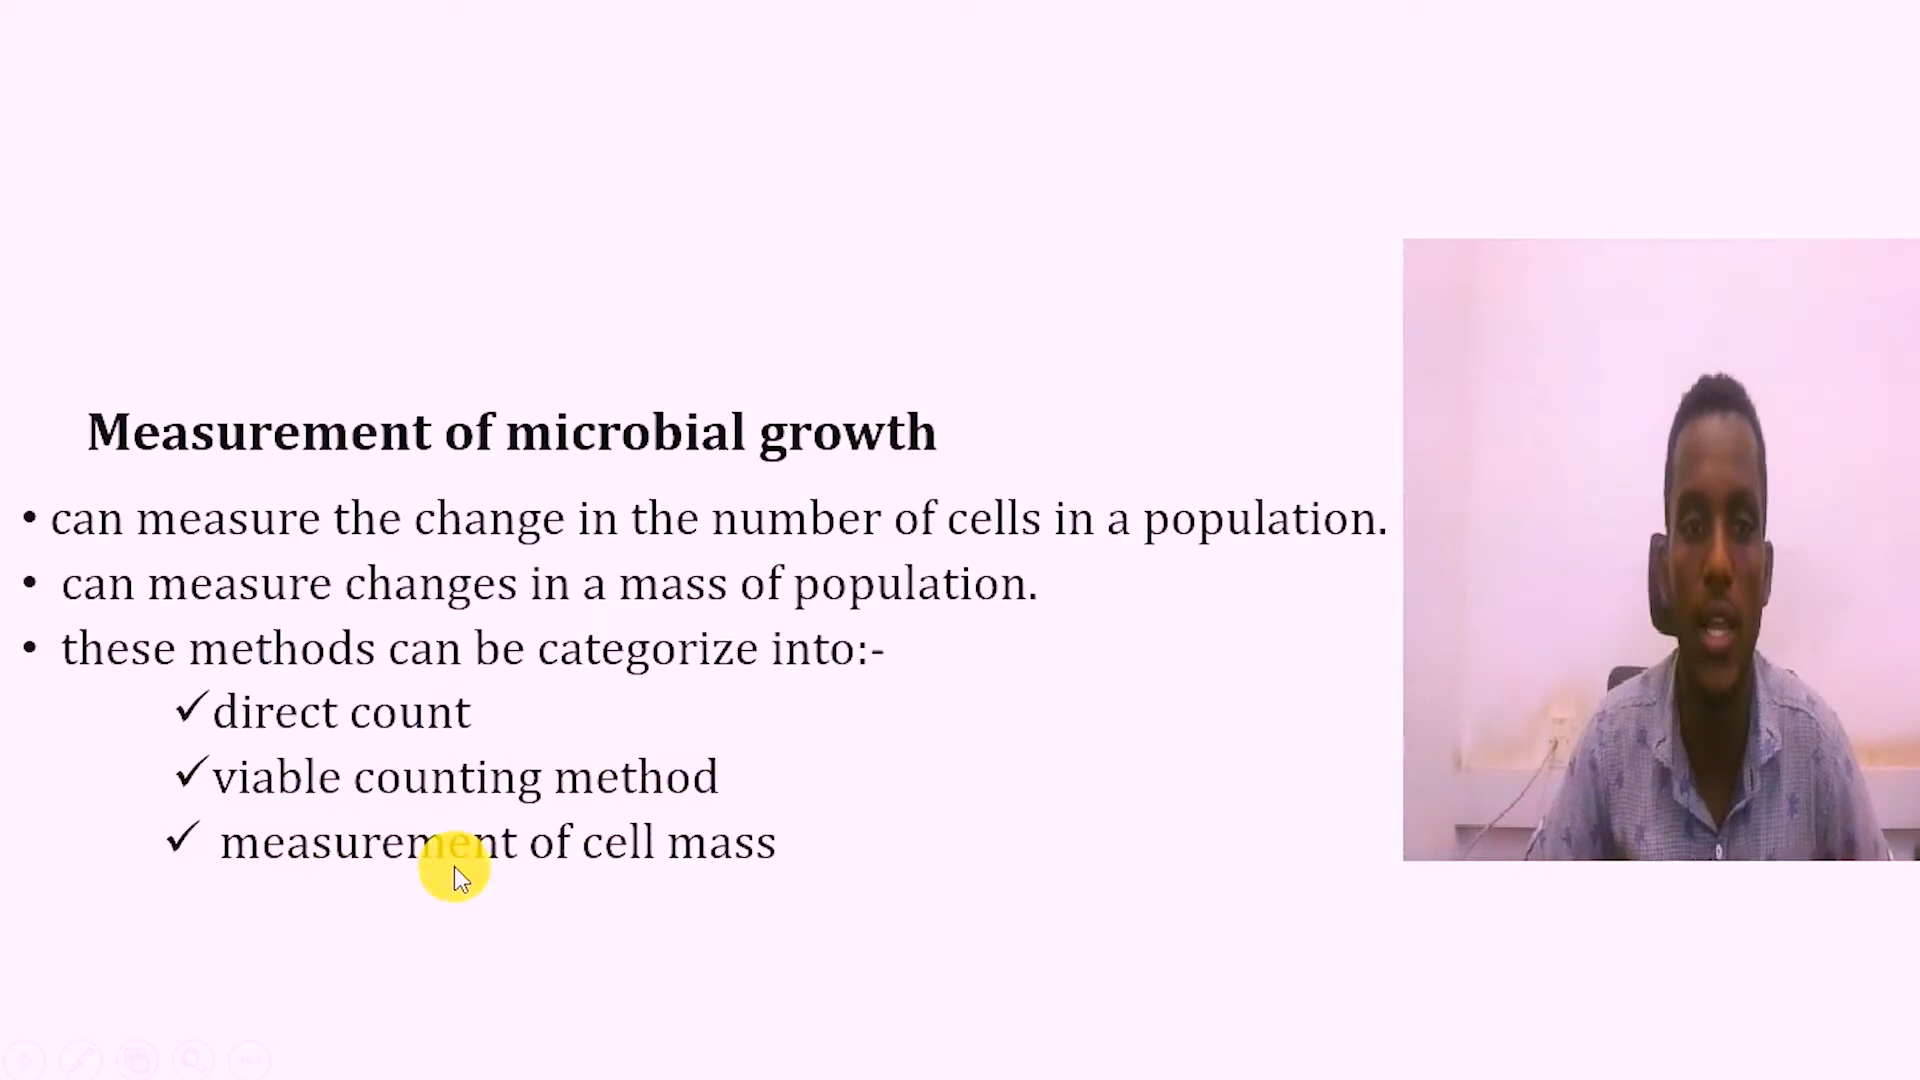 Measurement of microbial growth
• can measure the change in the number of cells in a population.
• can measure changes in a mass of population.
• these methods can be categorize into:-
✓direct count
✓viable counting method
✓ measurement of cell mass